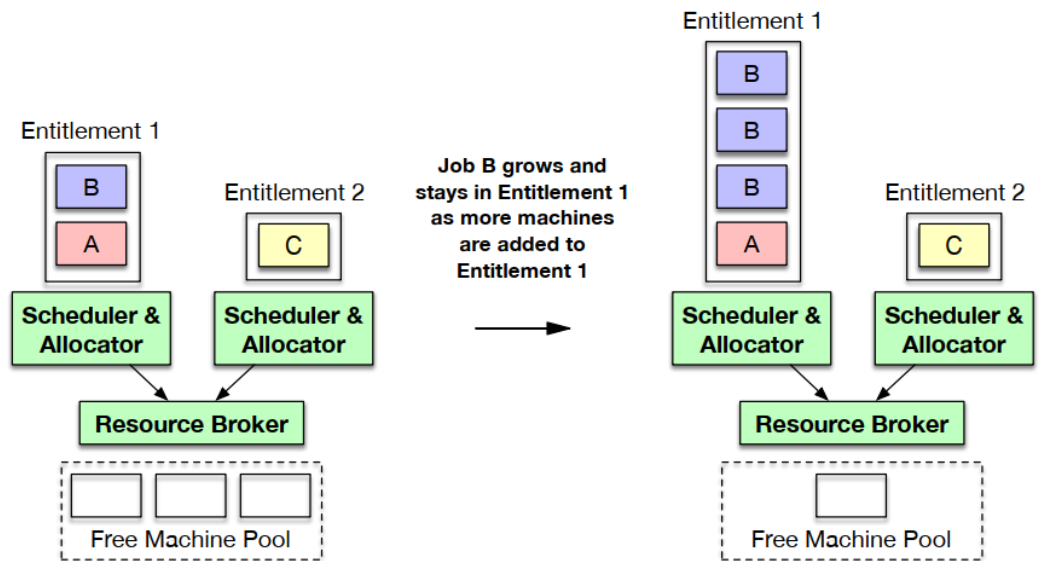 Entitlement 1
B
A
Entitlement 2
C
Scheduler &
Allocator
Scheduler &
Allocator
Resource Broker
Free Machine Pool
Job B grows and
stays in Entitlement 1
as more machines
are added to
Entitlement 1
Entitlement 1
B
B
B
A
Entitlement 2
C
Scheduler &
Allocator
Scheduler &
Allocator
Resource Broker
Free Machine Pool